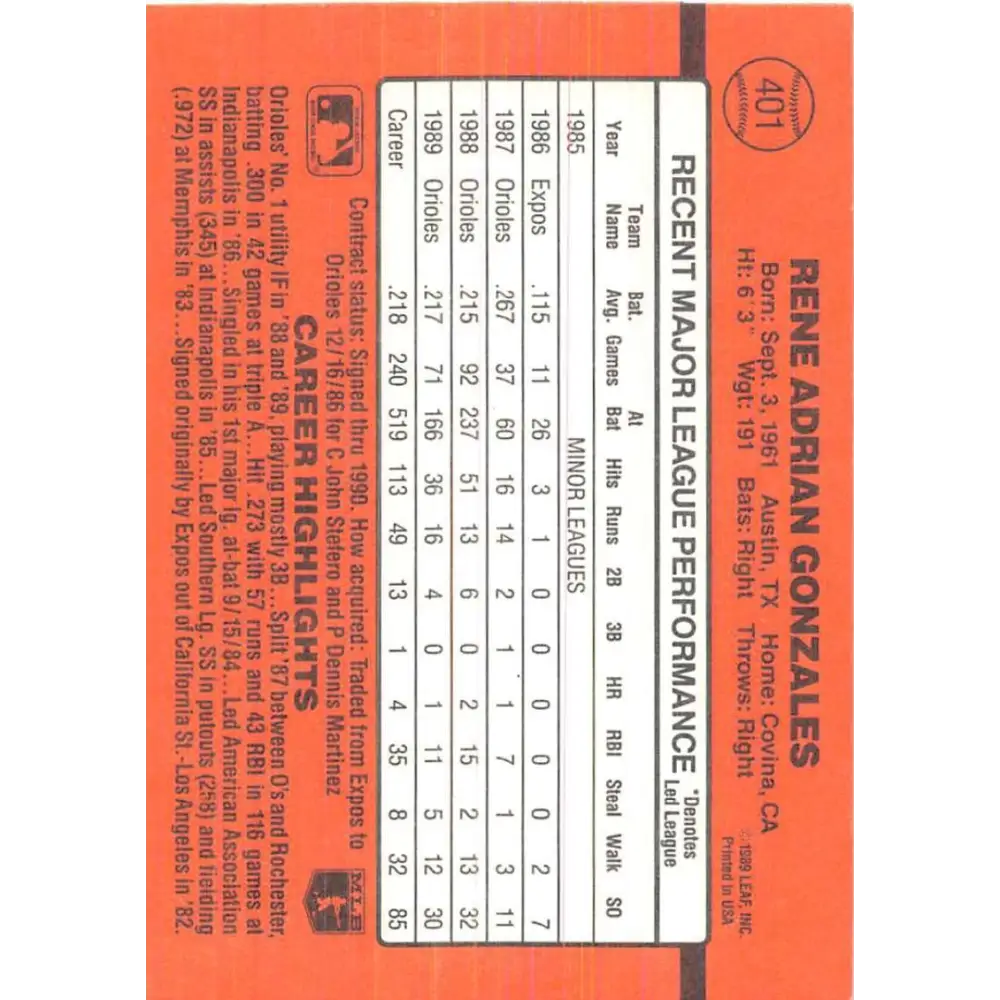 401
RENE ADRIAN GONZALES
Born: Sept. 3, 1961 Austin, TX Home: Covina, CA
Ht: 6'3" Wgt: 191 Bats: Right Throws: Right
© 1989 LEAF, INC.
Printed in USA
RECENT MAJOR LEAGUE PERFORMANCE
*Denotes
Led League
Year Team Name Bat. Avg. Games At Bat Hits Runs 2B 3B HR RBI Steal Walk SO
1985 MINOR LEAGUES
1986 Expos .115 11 26 3 1 0 0 0 0 0 2 7
1987 Orioles .267 37 60 16 14 2 1 1 7 1 3 11
1988 Orioles .215 92 237 51 13 6 0 2 15 2 13 32
1989 Orioles .217 71 166 36 16 4 0 1 11 5 12 30
Career .218 240 519 113 49 13 1 4 35 8 32 85
Contract status: Signed thru 1990. How acquired: Traded from Expos to
Orioles 12/16/86 for C John Sefero and P Dennis Martinez
MLB
CAREER HIGHLIGHTS
Orioles' No. 1 utility IF in '88 and '89, playing mostly 3B...Split '87 between O's and Rochester,
batting .300 in 42 games at triple A...Hit .273 with 57 runs and 43 RBI in 116 games at
Indianapolis in '86...Singled in his 1st major lg. at-bat 9/15/84...Led American Association
SS in assists (345) at Indianapolis in '85...Led Southern Lg. SS in putouts (258) and fielding
(.972) at Memphis in '83...Signed originally by Expos out of California St.-Los Angeles in '82.